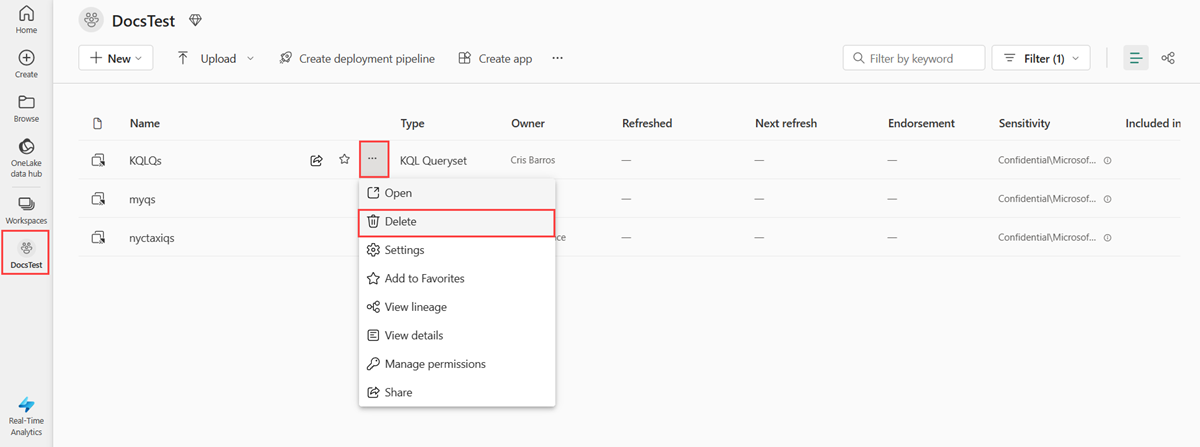 DocsTest
New
Upload
Create deployment pipeline
Create app
...
Filter by keyword
Filter (1)
Home
Create
Browse
OneLake
data hub
Workspaces
DocsTest
Real-Time
Analytics
Name Type Owner Refreshed Next refresh Endorsement Sensitivity Included in
KQLQs ... KQL Queryset Cris Barros — — — Confidential\Microsof...
myqs — — — Confidential\Microsof...
nyctaxiqs — — — Confidential\Microsof...
Open
Delete
Settings
Add to Favorites
View lineage
View details
Manage permissions
Share